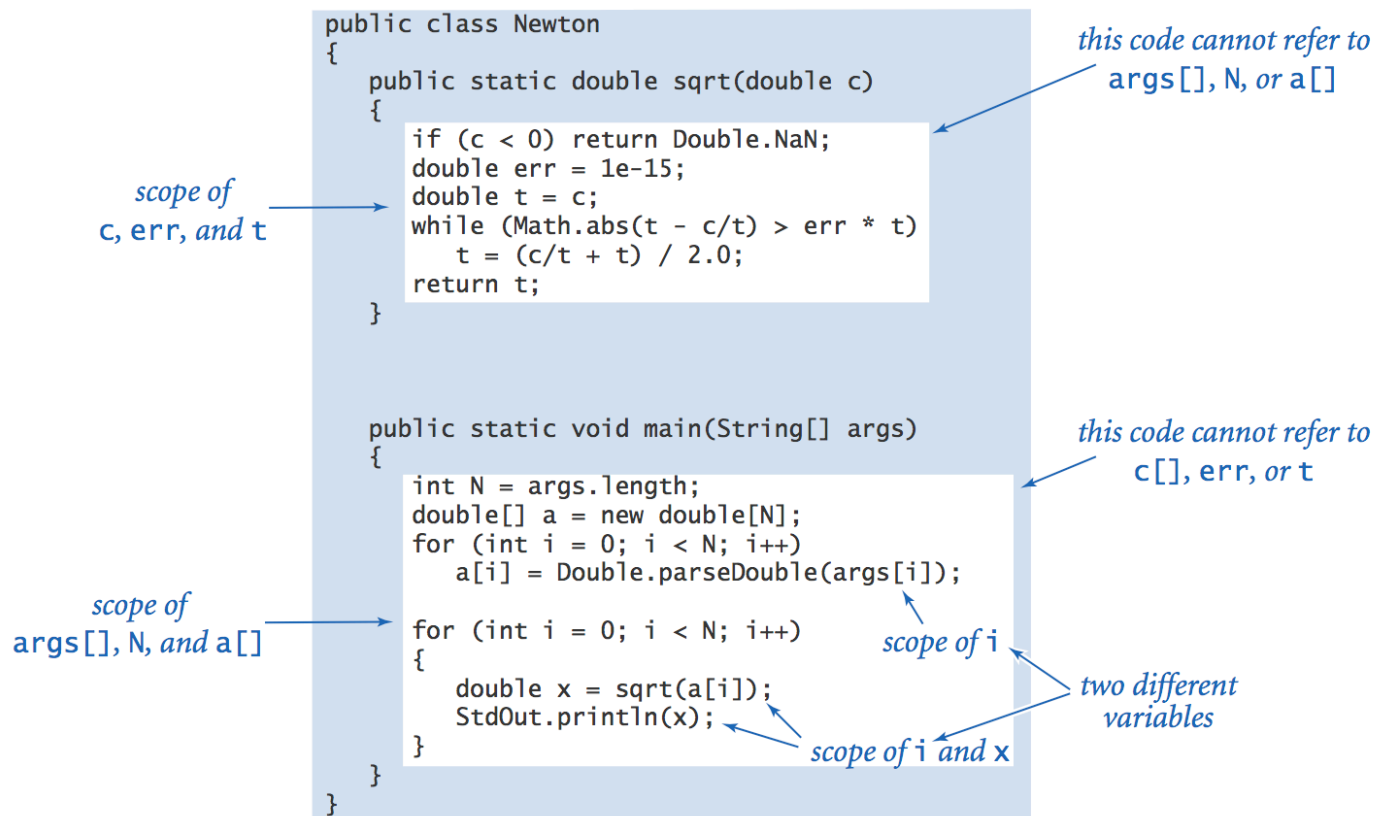 public class Newton
{
this code cannot refer to
args[], N, or a[]
public static double sqrt(double c)
{
if (c < 0) return Double.NaN;
double err = 1e-15;
double t = c;
while (Math.abs(t - c/t) > err * t)
t = (c/t + t) / 2.0;
return t;
}
scope of
c, err, and t
public static void main(String[] args)
{
this code cannot refer to
c[], err, or t
int N = args.length;
double[] a = new double[N];
for (int i = 0; i < N; i++)
a[i] = Double.parseDouble(args[i]);
scope of
args[], N, and a[]
for (int i = 0; i < N; i++)
{
scope of i
double x = sqrt(a[i]);
StdOut.println(x);
}
two different
variables
scope of i and x
}
}